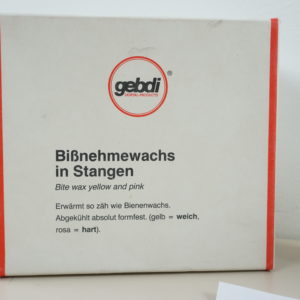 gebdi
DENTAL-PRODUCTS
®
Bißnehmewachs
in Stangen
Bite wax yellow and pink
Erwärmt so zäh wie Bienenwachs.
Abgekühlt absolut formfest. (gelb = weich,
rosa = hart).